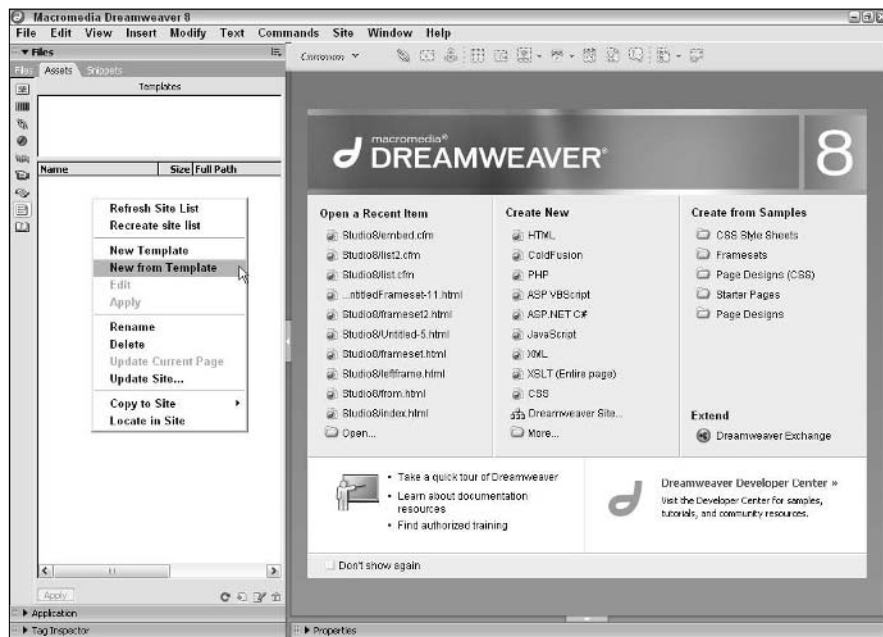 Macromedia Dreamweaver 8
File Edit View Insert Modify Text Commands Site Window Help
Files
Files Assets Snippets
Templates
Name Size Full Path
Refresh Site List
Recreate site list
New Template
New from Template
Edit
Apply
Rename
Delete
Update Current Page
Update Site...
Copy to Site
Locate in Site
Apply
Application
Tag Inspector
Common
macromedia®
DREAMWEAVER®
8
Open a Recent Item
Studio8/embed.cfm
Studio8/list2.cfm
Studio8/list.cfm
...ntitledFrameset-11.html
Studio8/frameset2.html
Studio8/Untitled-5.html
Studio8/frameset.html
Studio8/leftframe.html
Studio8/from.html
Studio8/index.html
Open...
Create New
HTML
ColdFusion
PHP
ASP VBScript
ASP.NET C#
JavaScript
XML
XSLT (Entire page)
CSS
Dreamweaver Site...
More...
Create from Samples
CSS Style Sheets
Framesets
Page Designs (CSS)
Starter Pages
Page Designs
Extend
Dreamweaver Exchange
• Take a quick tour of Dreamweaver
• Learn about documentation
resources
• Find authorized training
Dreamweaver Developer Center »
Visit the Developer Center for samples,
tutorials, and community resources.
Don't show again
Properties